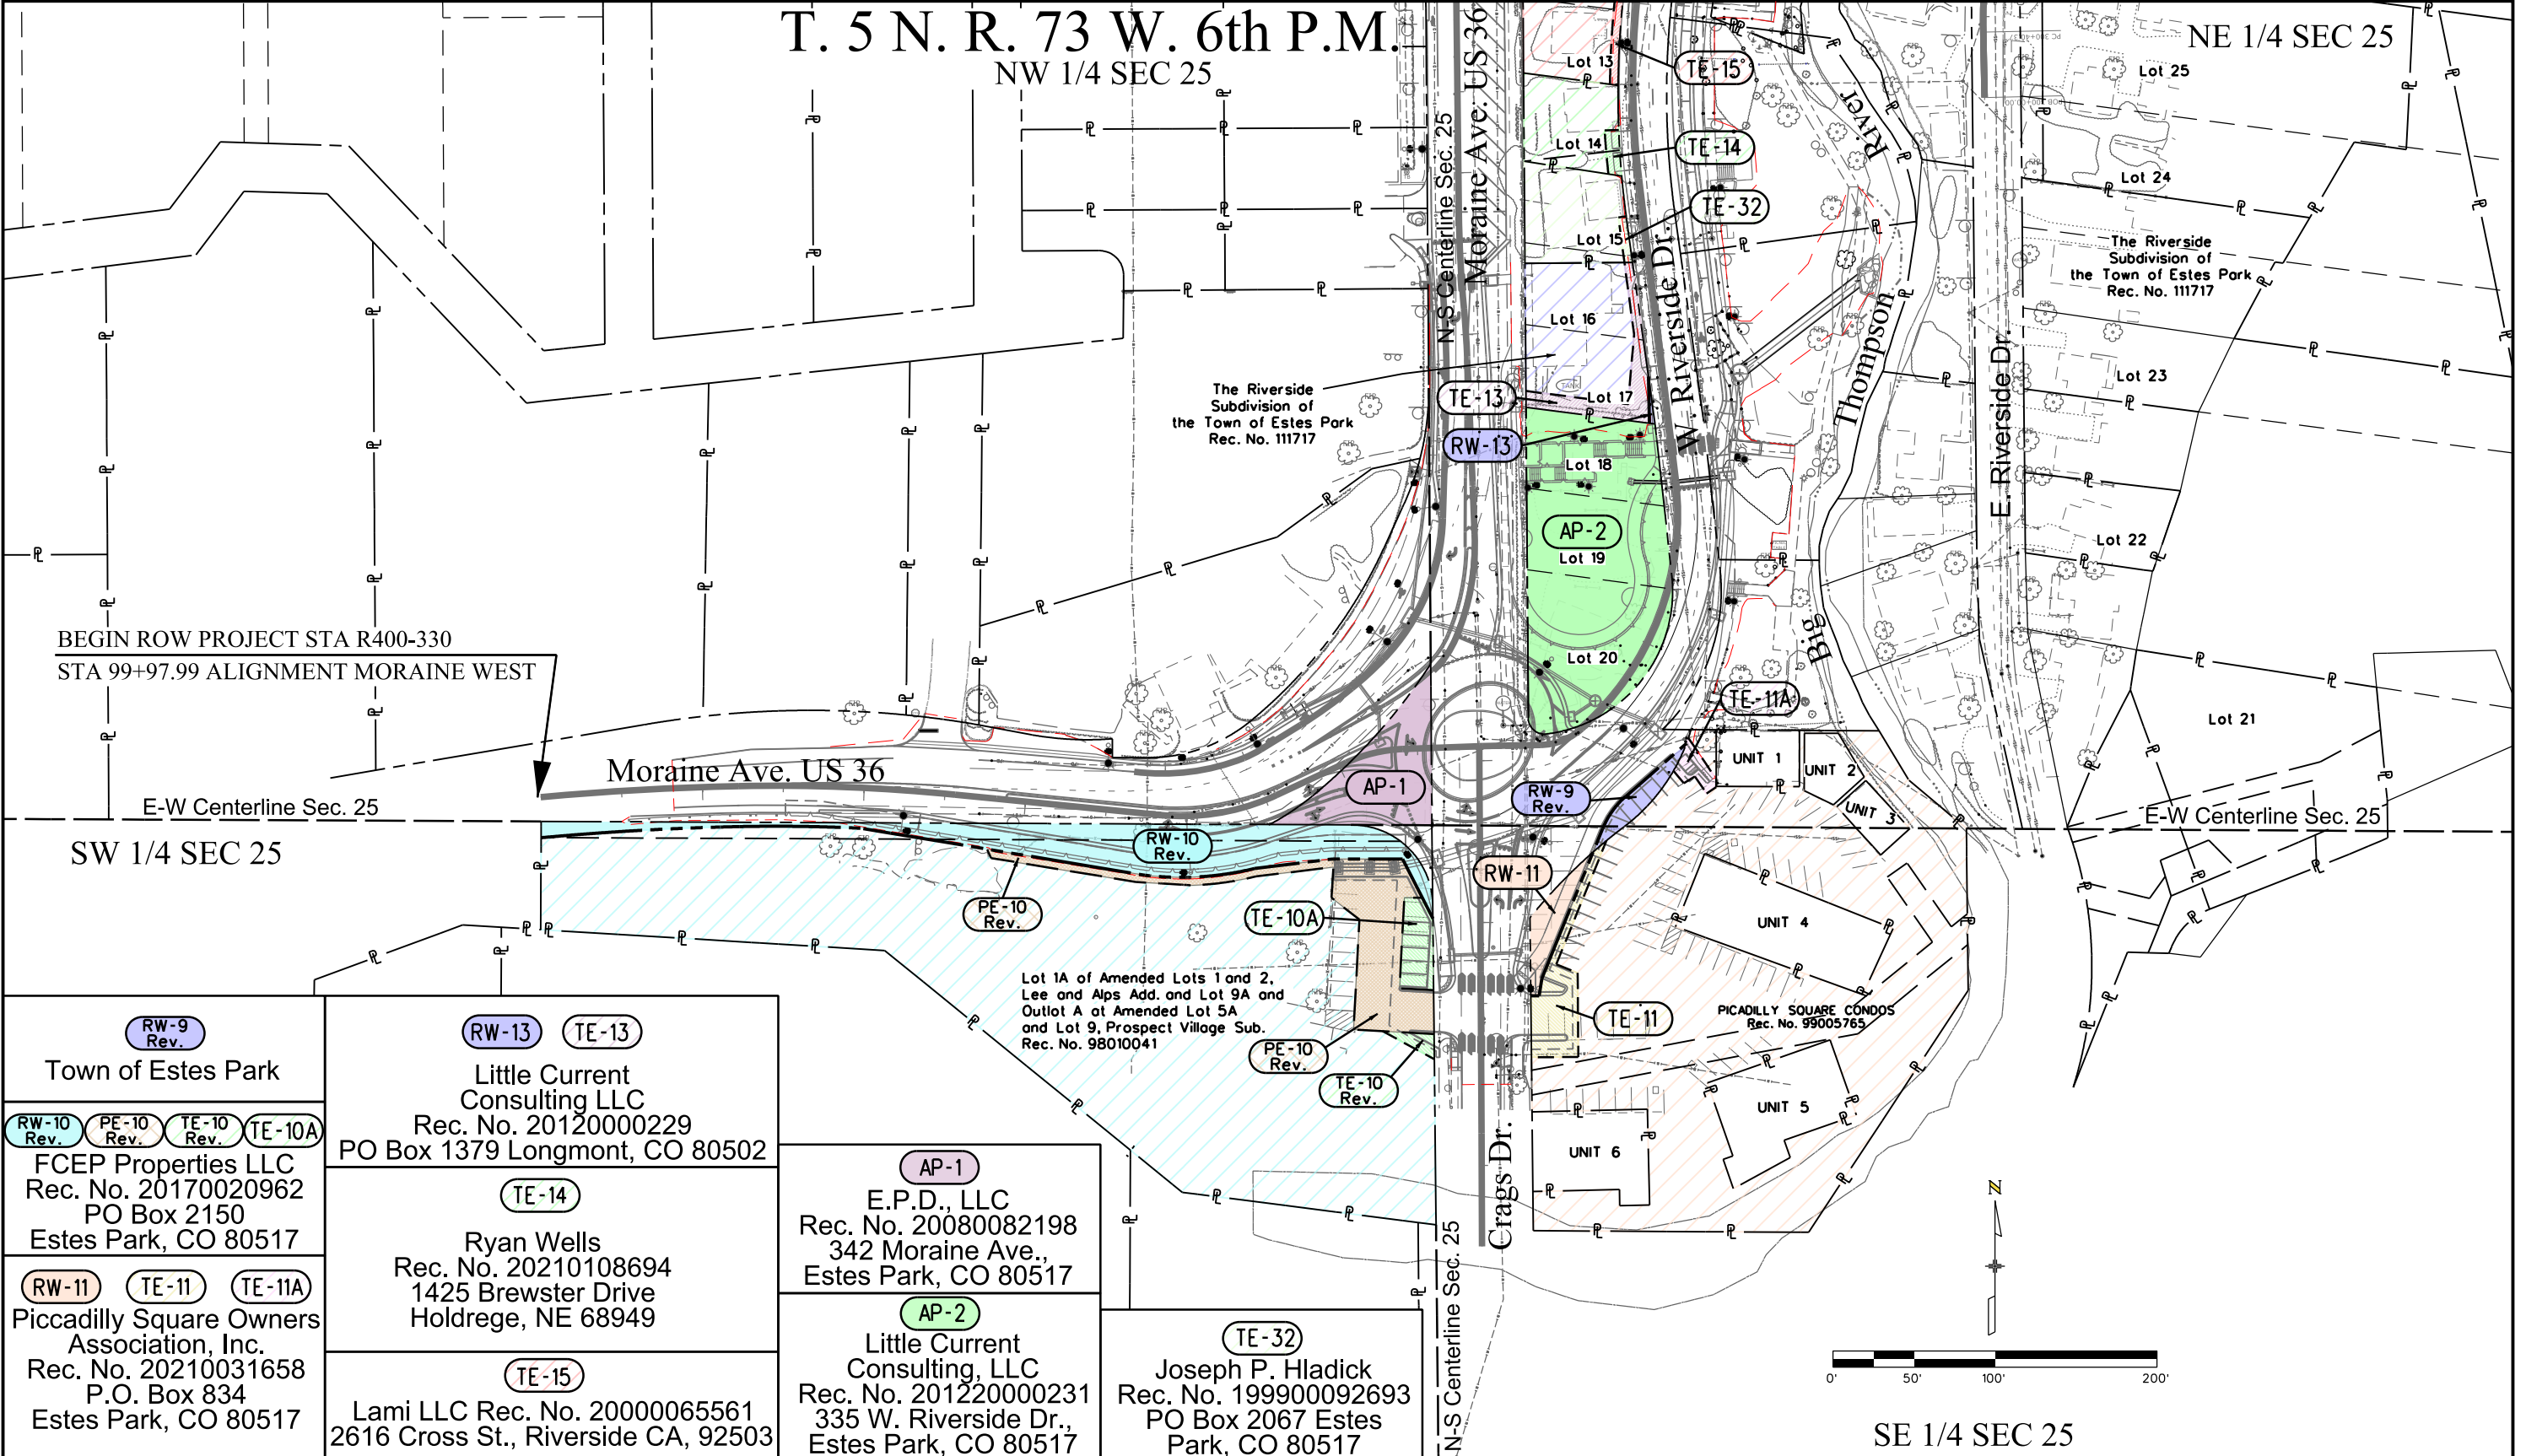 T. 5 N. R. 73 W. 6th P.M.
NW 1/4 SEC 25
NE 1/4 SEC 25
N-S Centerline Sec. 25
Moraine Ave. US 36
W. Riverside Dr.
Big Thompson River
E. Riverside Dr.
Lot 13
TE-15
Lot 14
TE-14
TE-32
Lot 15
Lot 16
TANK
TE-13
Lot 17
RW-13
Lot 18
AP-2
Lot 19
Lot 20
Lot 25
Lot 24
The Riverside
Subdivision of
the Town of Estes Park
Rec. No. 111717
Lot 23
Lot 22
Lot 21
The Riverside
Subdivision of
the Town of Estes Park
Rec. No. 111717
BEGIN ROW PROJECT STA R400-330
STA 99+97.99 ALIGNMENT MORAINE WEST
Moraine Ave. US 36
E-W Centerline Sec. 25
SW 1/4 SEC 25
AP-1
TE-11A
UNIT 1
UNIT 2
UNIT 3
RW-9
Rev.
E-W Centerline Sec. 25
RW-10
Rev.
RW-11
PE-10
Rev.
TE-10A
UNIT 4
Lot 1A of Amended Lots 1 and 2,
Lee and Alps Add. and Lot 9A and
Outlot A at Amended Lot 5A
and Lot 9, Prospect Village Sub.
Rec. No. 98010041
PE-10
Rev.
TE-10
Rev.
TE-11
PICADILLY SQUARE CONDOS
Rec. No. 99005765
UNIT 5
UNIT 6
Crags Dr.
N-S Centerline Sec. 25
RW-9
Rev.
Town of Estes Park
RW-10
Rev.
PE-10
Rev.
TE-10
Rev.
TE-10A
FCEP Properties LLC
Rec. No. 20170020962
PO Box 2150
Estes Park, CO 80517
RW-11 TE-11 TE-11A
Piccadilly Square Owners
Association, Inc.
Rec. No. 20210031658
P.O. Box 834
Estes Park, CO 80517
RW-13 TE-13
Little Current
Consulting LLC
Rec. No. 20120000229
PO Box 1379 Longmont, CO 80502
TE-14
Ryan Wells
Rec. No. 20210108694
1425 Brewster Drive
Holdrege, NE 68949
TE-15
Lami LLC Rec. No. 20000065561
2616 Cross St., Riverside CA, 92503
AP-1
E.P.D., LLC
Rec. No. 20080082198
342 Moraine Ave.,
Estes Park, CO 80517
AP-2
Little Current
Consulting, LLC
Rec. No. 201220000231
335 W. Riverside Dr.,
Estes Park, CO 80517
TE-32
Joseph P. Hladick
Rec. No. 199900092693
PO Box 2067 Estes
Park, CO 80517
N
0' 50' 100' 200'
SE 1/4 SEC 25